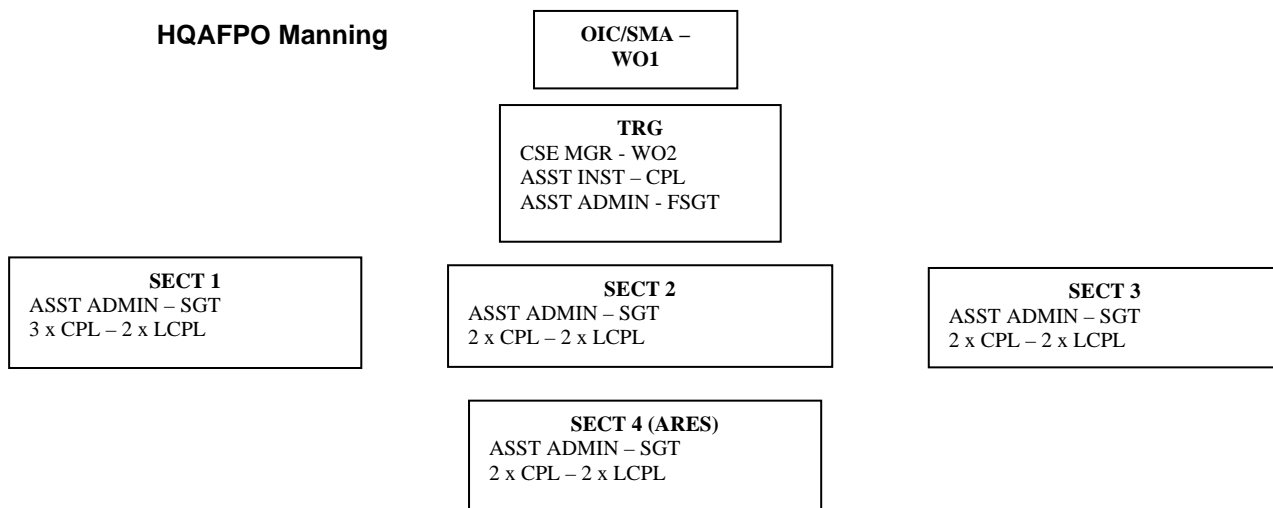 HQAFPO Manning
OIC/SMA –
WO1
TRG
CSE MGR - WO2
ASST INST – CPL
ASST ADMIN - FSGT
SECT 1
ASST ADMIN – SGT
3 x CPL – 2 x LCPL
SECT 2
ASST ADMIN – SGT
2 x CPL – 2 x LCPL
SECT 3
ASST ADMIN – SGT
2 x CPL – 2 x LCPL
SECT 4 (ARES)
ASST ADMIN – SGT
2 x CPL – 2 x LCPL